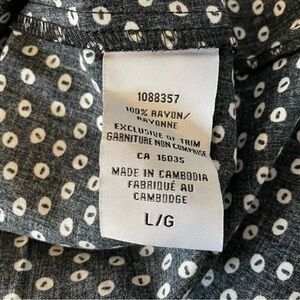 1088357
100% RAYON/
RAYONNE
EXCLUSIVE OF TRIM
GARNITURE NON COMPRISE
CA 16035
MADE IN CAMBODIA
FABRIQUÉ AU
CAMBODGE
L/G